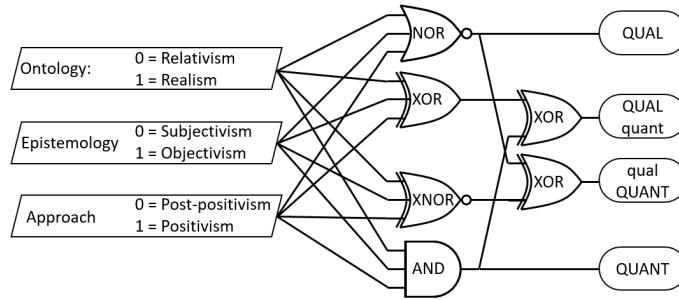 Ontology: 0 = Relativism
1 = Realism
Epistemology 0 = Subjectivism
1 = Objectivism
Approach 0 = Post-positivism
1 = Positivism
NOR
XOR
XNOR
AND
XOR
XOR
QUAL
QUAL
quant
qual
QUANT
QUANT